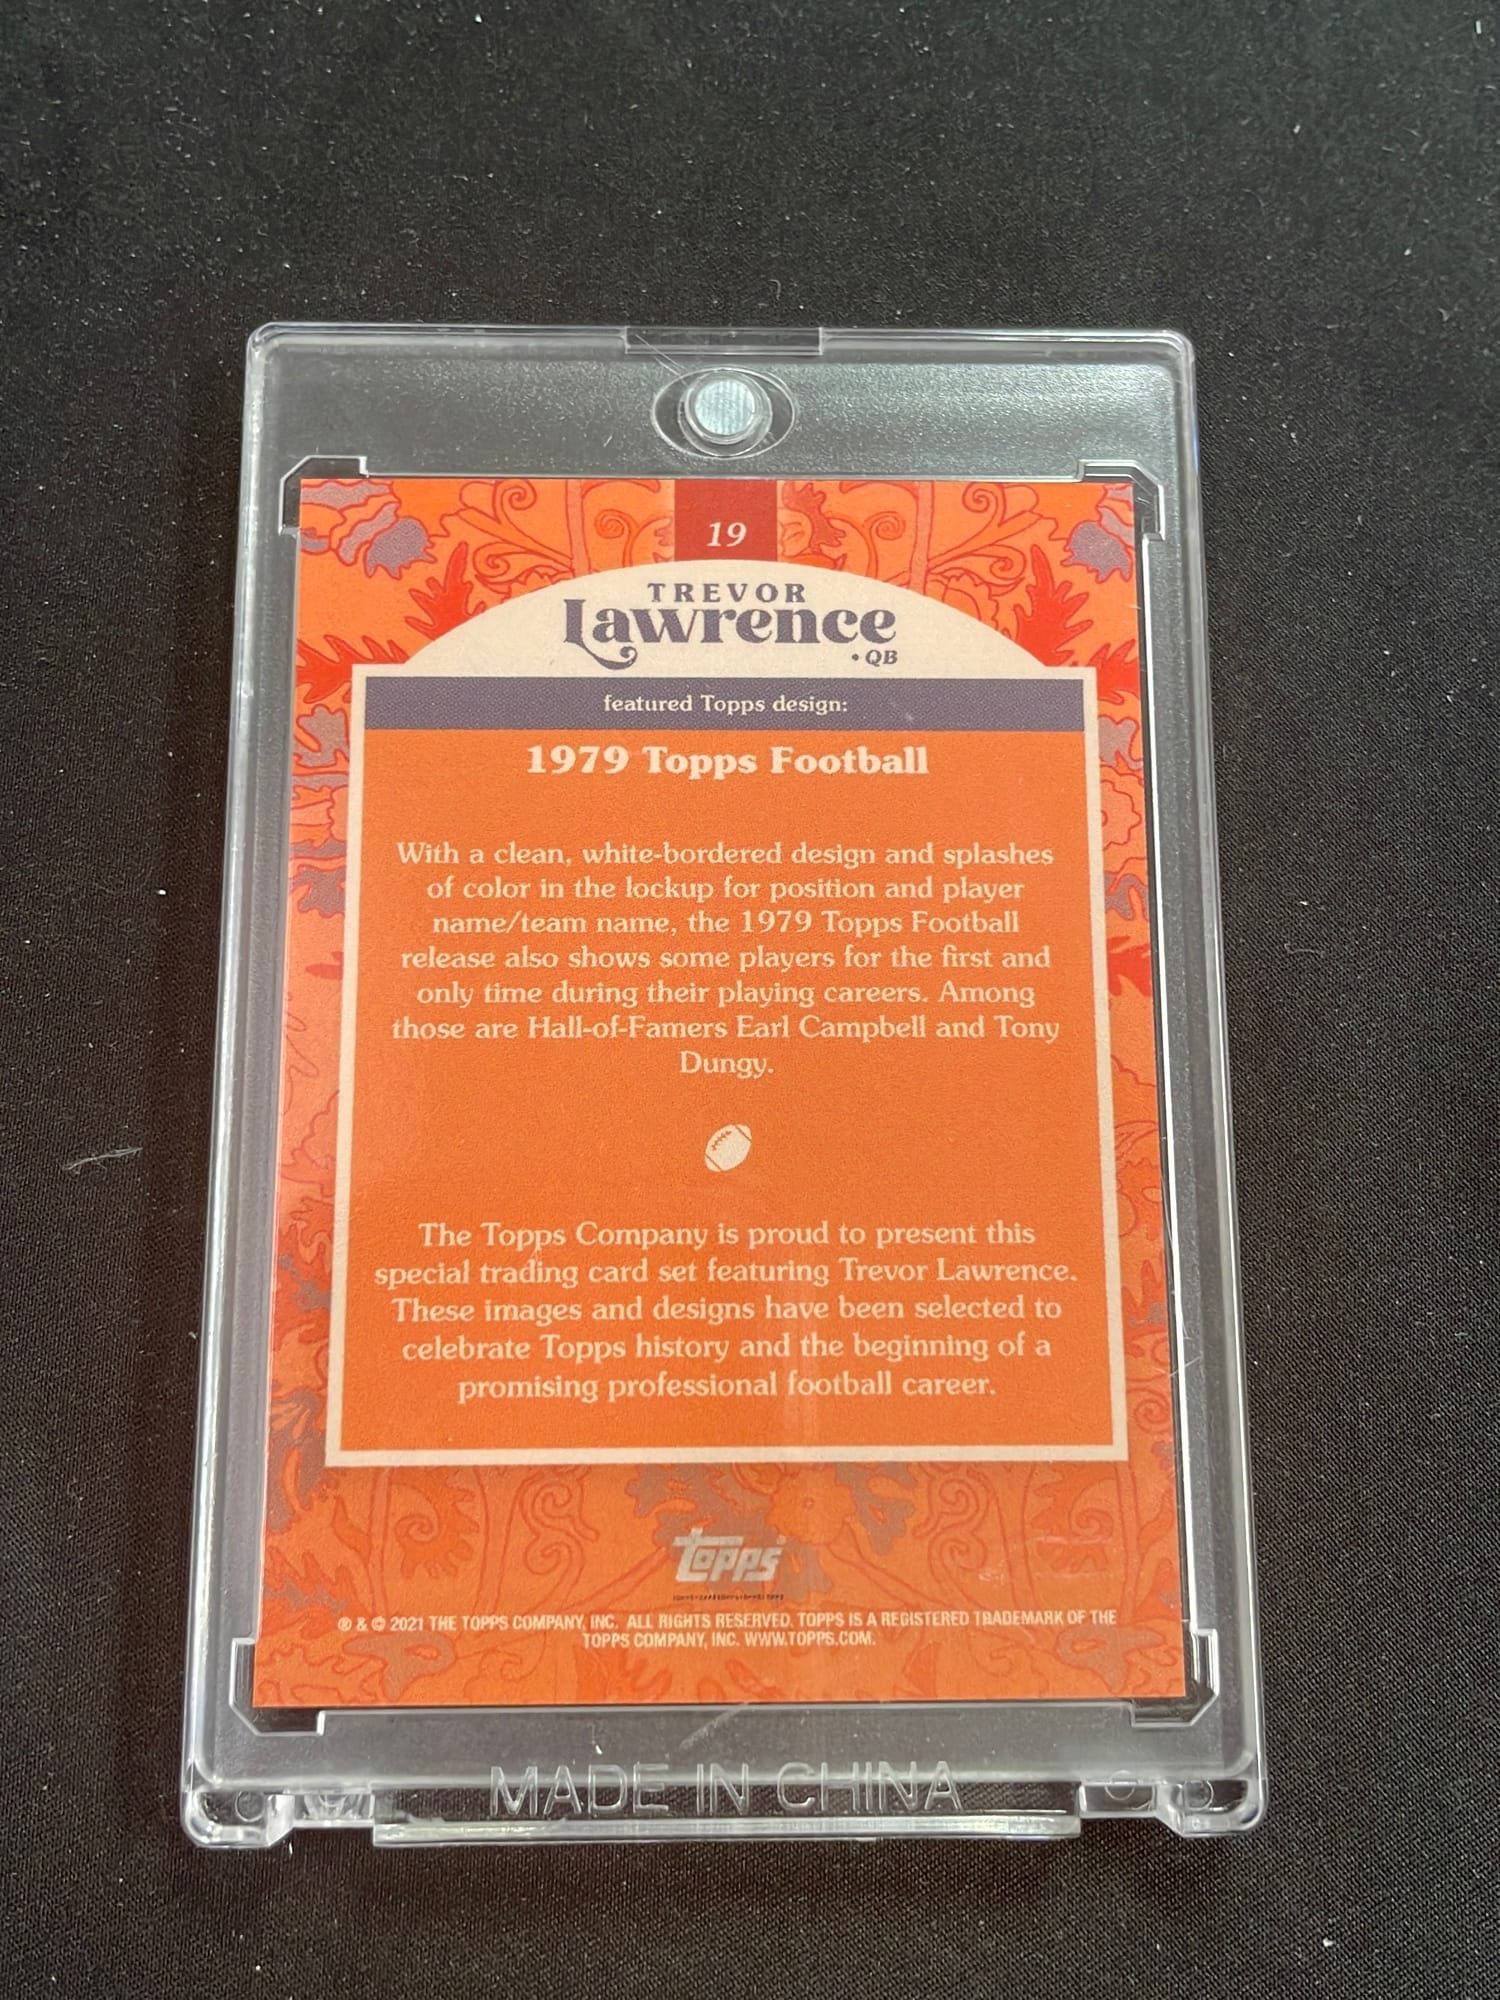 19
TREVOR
Lawrence
• QB
featured Topps design:
1979 Topps Football
With a clean, white-bordered design and splashes
of color in the lockup for position and player
name/team name, the 1979 Topps Football
release also shows some players for the first and
only time during their playing careers. Among
those are Hall-of-Famers Earl Campbell and Tony
Dungy.
The Topps Company is proud to present this
special trading card set featuring Trevor Lawrence.
These images and designs have been selected to
celebrate Topps history and the beginning of a
promising professional football career.
topps
® & © 2021 THE TOPPS COMPANY, INC. ALL RIGHTS RESERVED. TOPPS IS A REGISTERED TRADEMARK OF THE
TOPPS COMPANY, INC. WWW.TOPPS.COM.
MADE IN CHINA